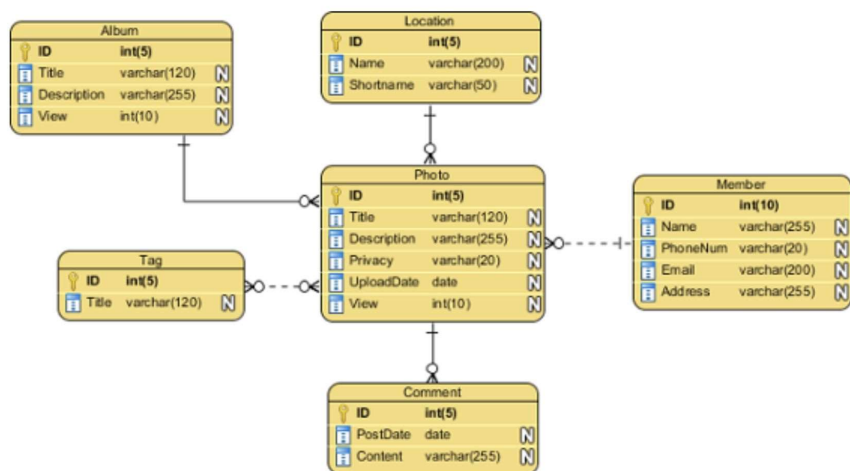 Album
ID int(5)
Title varchar(120) N
Description varchar(255) N
View int(10) N
Location
ID int(5)
Name varchar(200) N
Shortname varchar(50) N
Photo
ID int(5)
Title varchar(120) N
Description varchar(255) N
Privacy varchar(20) N
UploadDate date N
View int(10) N
Member
ID int(10)
Name varchar(255) N
PhoneNum varchar(20) N
Email varchar(200) N
Address varchar(255) N
Tag
ID int(5)
Title varchar(120) N
Comment
ID int(5)
PostDate date N
Content varchar(255) N